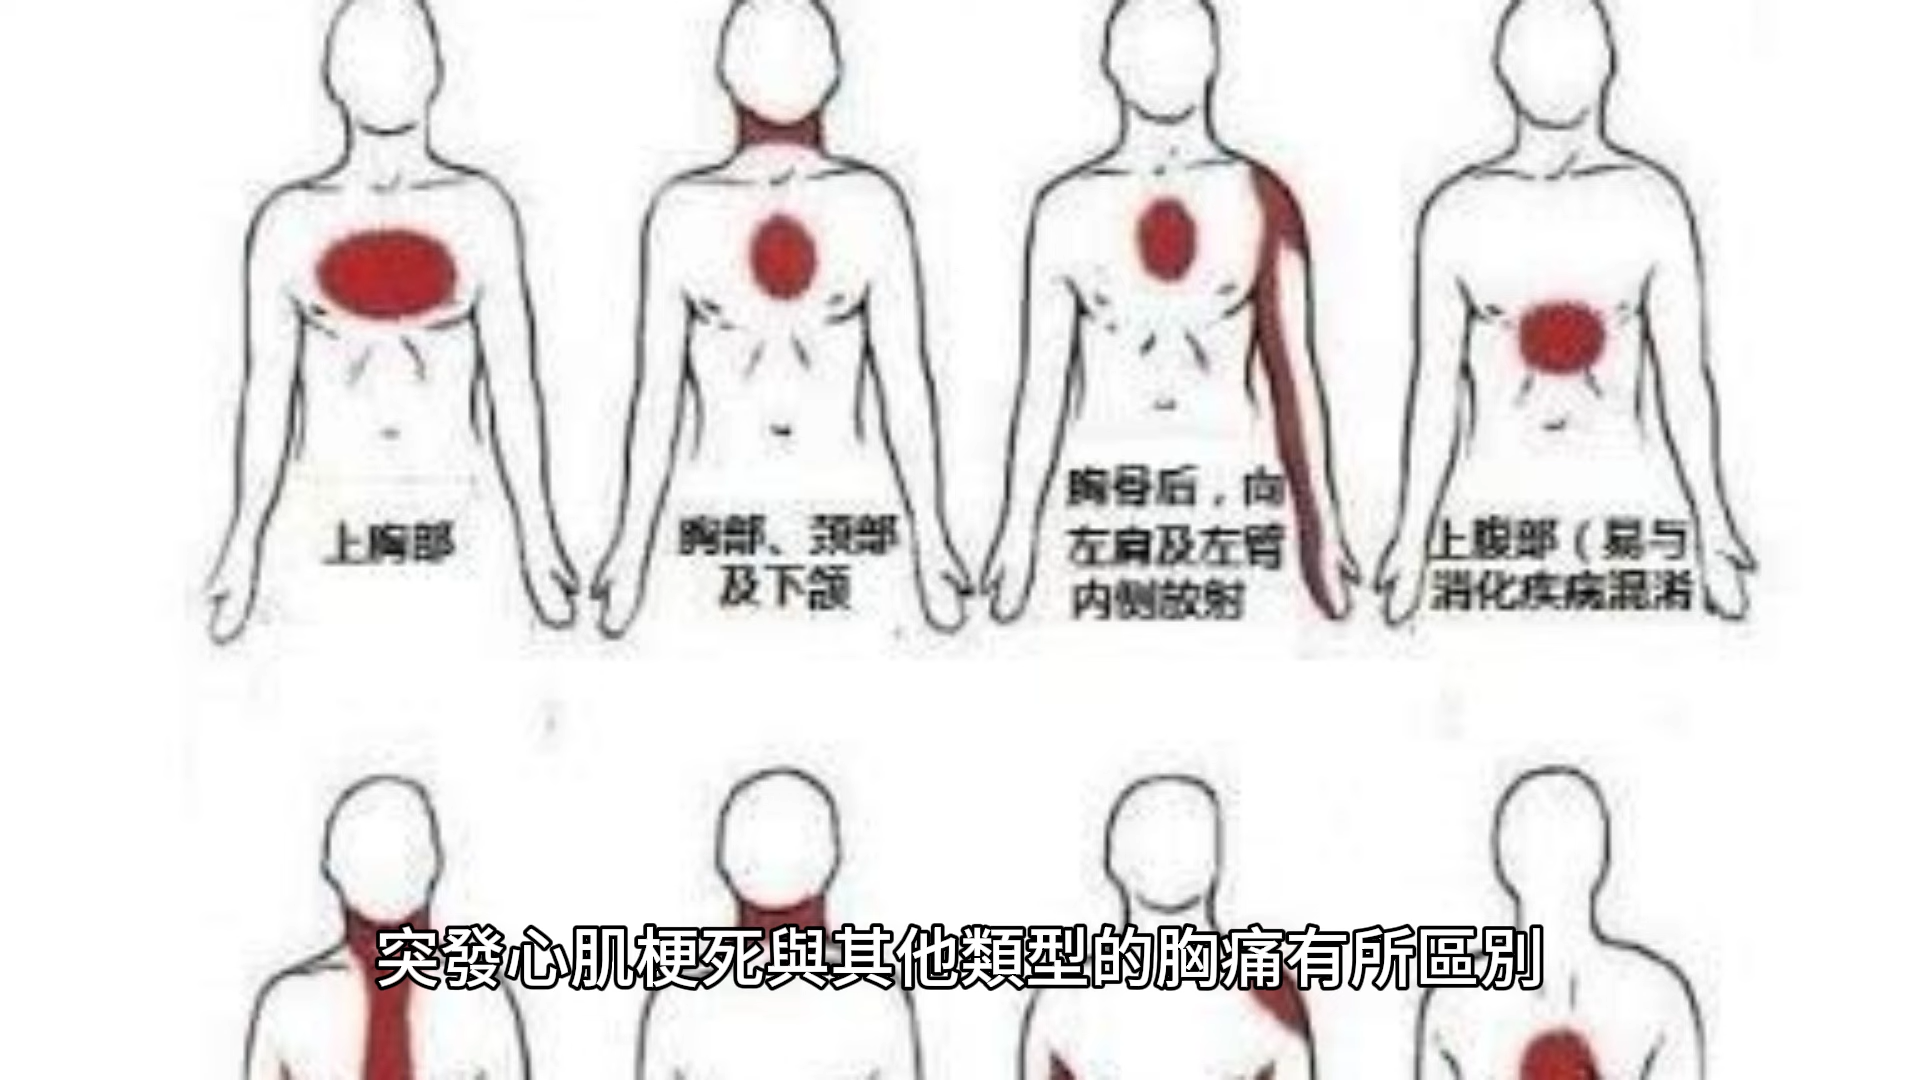 上胸部
胸部、颈部
及下颌
胸骨后，向
左肩及左臂
内侧放射
上腹部（易与
消化疾病混淆
突發心肌梗死與其他類型的胸痛有所區別